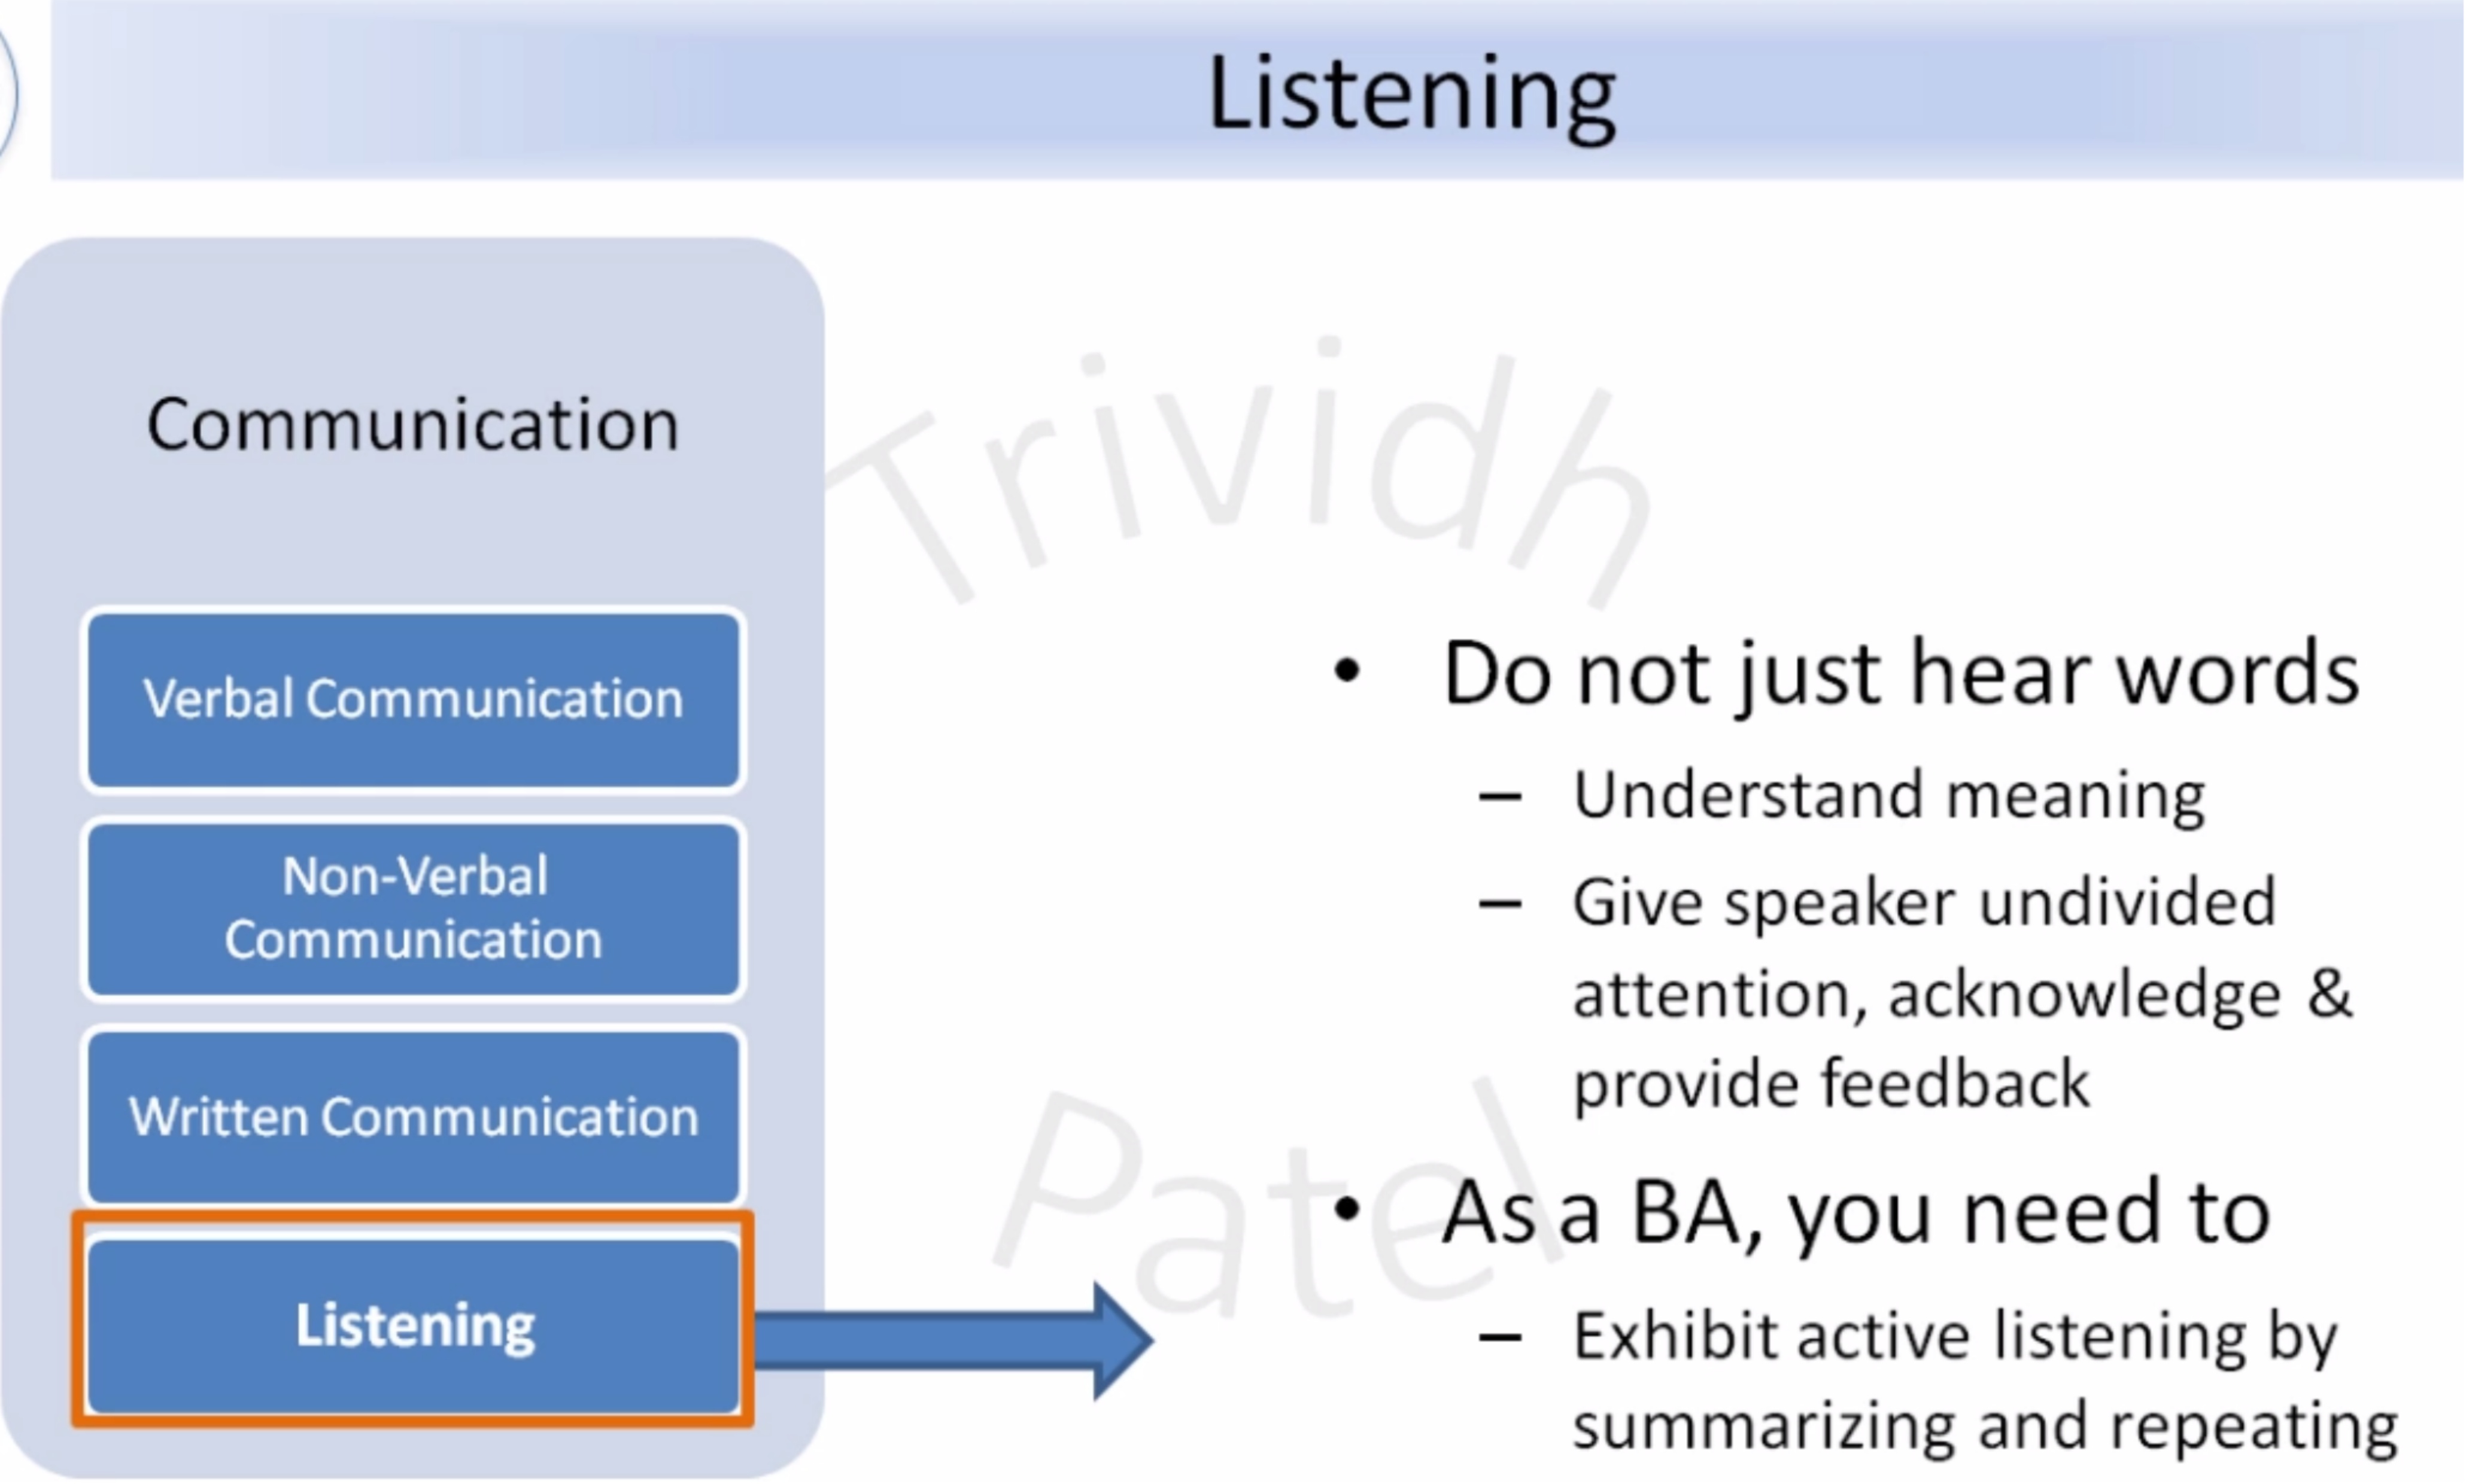 Listening
Communication
Verbal Communication
Non-Verbal
Communication
Written Communication
Listening
Trividh
Patel
• Do not just hear words
– Understand meaning
– Give speaker undivided
attention, acknowledge &
provide feedback
• As a BA, you need to
– Exhibit active listening by
summarizing and repeating